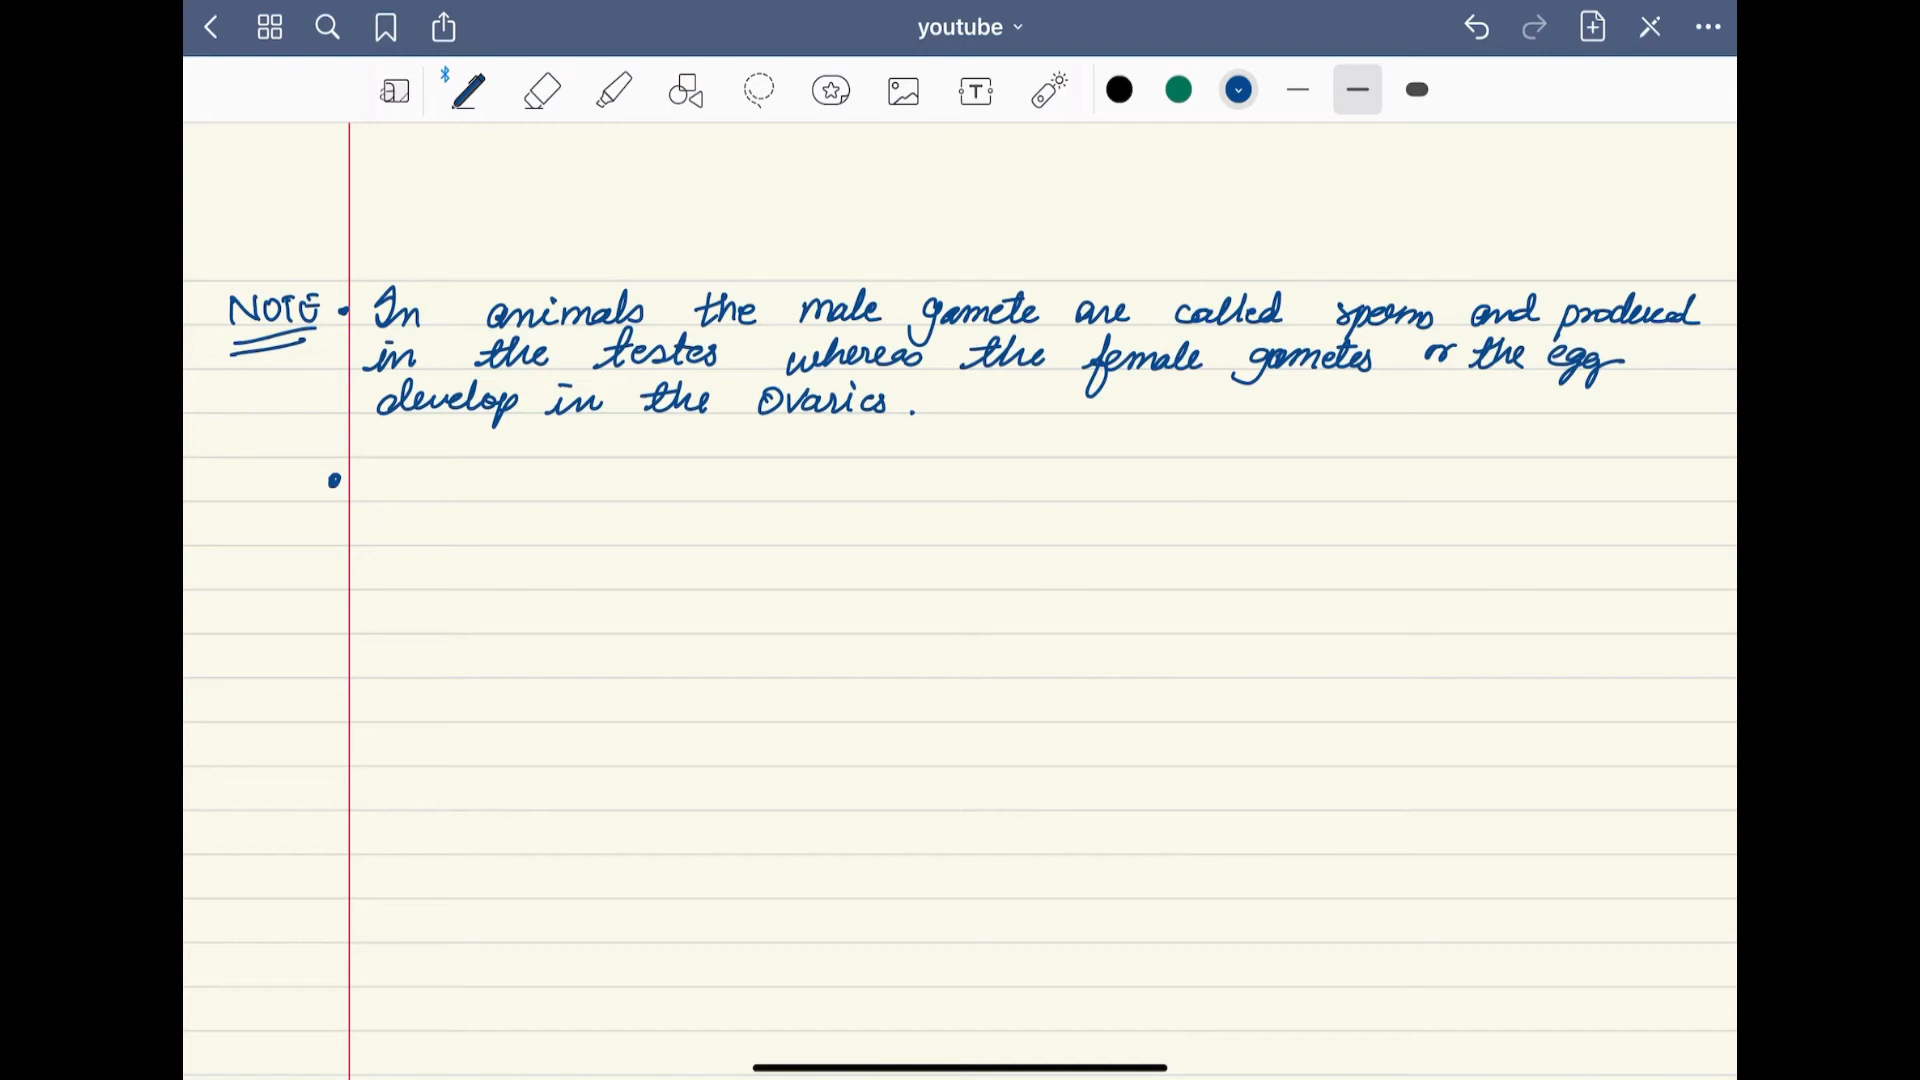 youtube
NOTE • In animals the male gamete are called sperms and produced
in the testes whereas the female gametes or the egg
develop in the Ovaries.
•